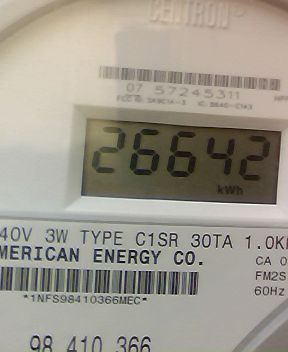 CENTRON®
07 57245311
26642
kWh
40V 3W TYPE C1SR 30TA 1.0K
MERICAN ENERGY CO.
CA 0
FM2S
60Hz
*1NFS98410366MEC*
98 410 366